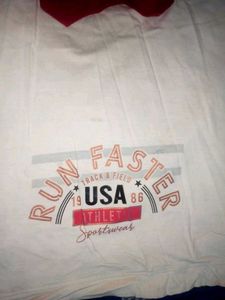 RUN FASTER
TRACK & FIELD
19 USA 86
ATHLET
Sportswear